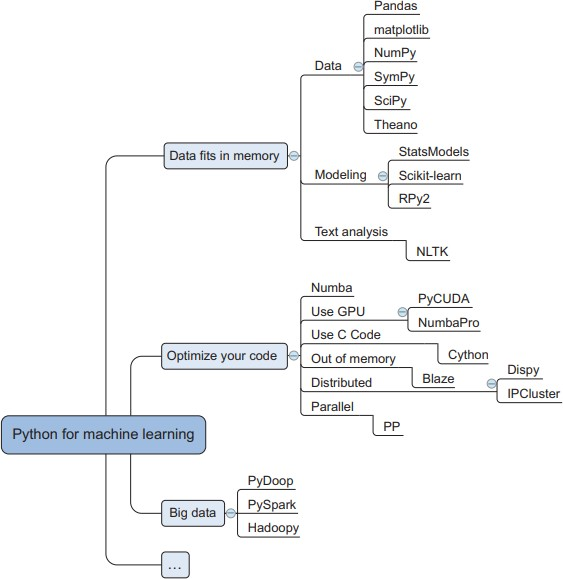 Pandas
matplotlib
NumPy
Data
SymPy
SciPy
Theano
Data fits in memory
StatsModels
Modeling
Scikit-learn
RPy2
Text analysis
NLTK
Numba
PyCUDA
Use GPU
NumbaPro
Use C Code
Optimize your code
Cython
Out of memory
Blaze
Dispy
Distributed
IPCluster
Parallel
PP
Python for machine learning
PyDoop
PySpark
Big data
Hadoopy
...